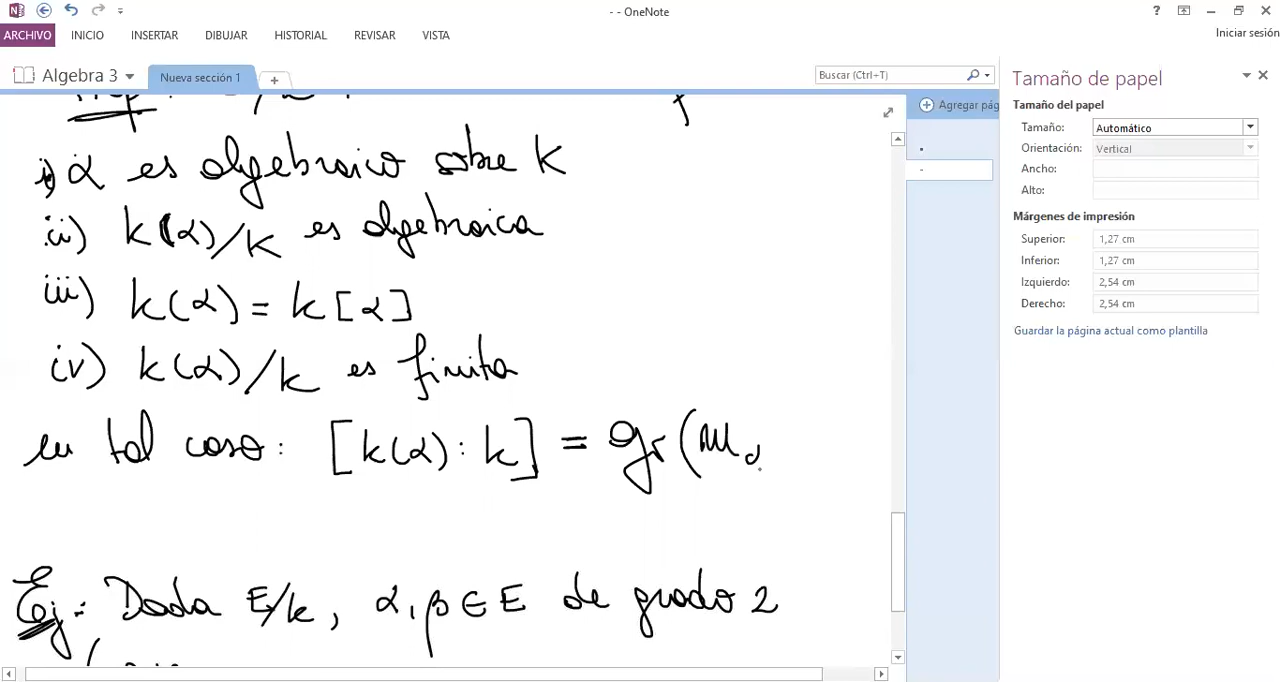 - - OneNote
ARCHIVO INICIO INSERTAR DIBUJAR HISTORIAL REVISAR VISTA
Iniciar sesión
Algebra 3 Nueva sección 1
Buscar (Ctrl+T)
Agregar pág
i) α es algebraico sobre k
ii) k(α)/k es algebraica
iii) k(α) = k[α]
iv) k(α)/k es finita
en tal caso: [k(α):k] = gr(m
Ej: Dada E/k, α, β ∈ E de grado 2
Tamaño de papel
Tamaño del papel
Tamaño: Automático
Orientación: Vertical
Ancho:
Alto:
Márgenes de impresión
Superior: 1,27 cm
Inferior: 1,27 cm
Izquierdo: 2,54 cm
Derecho: 2,54 cm
Guardar la página actual como plantilla